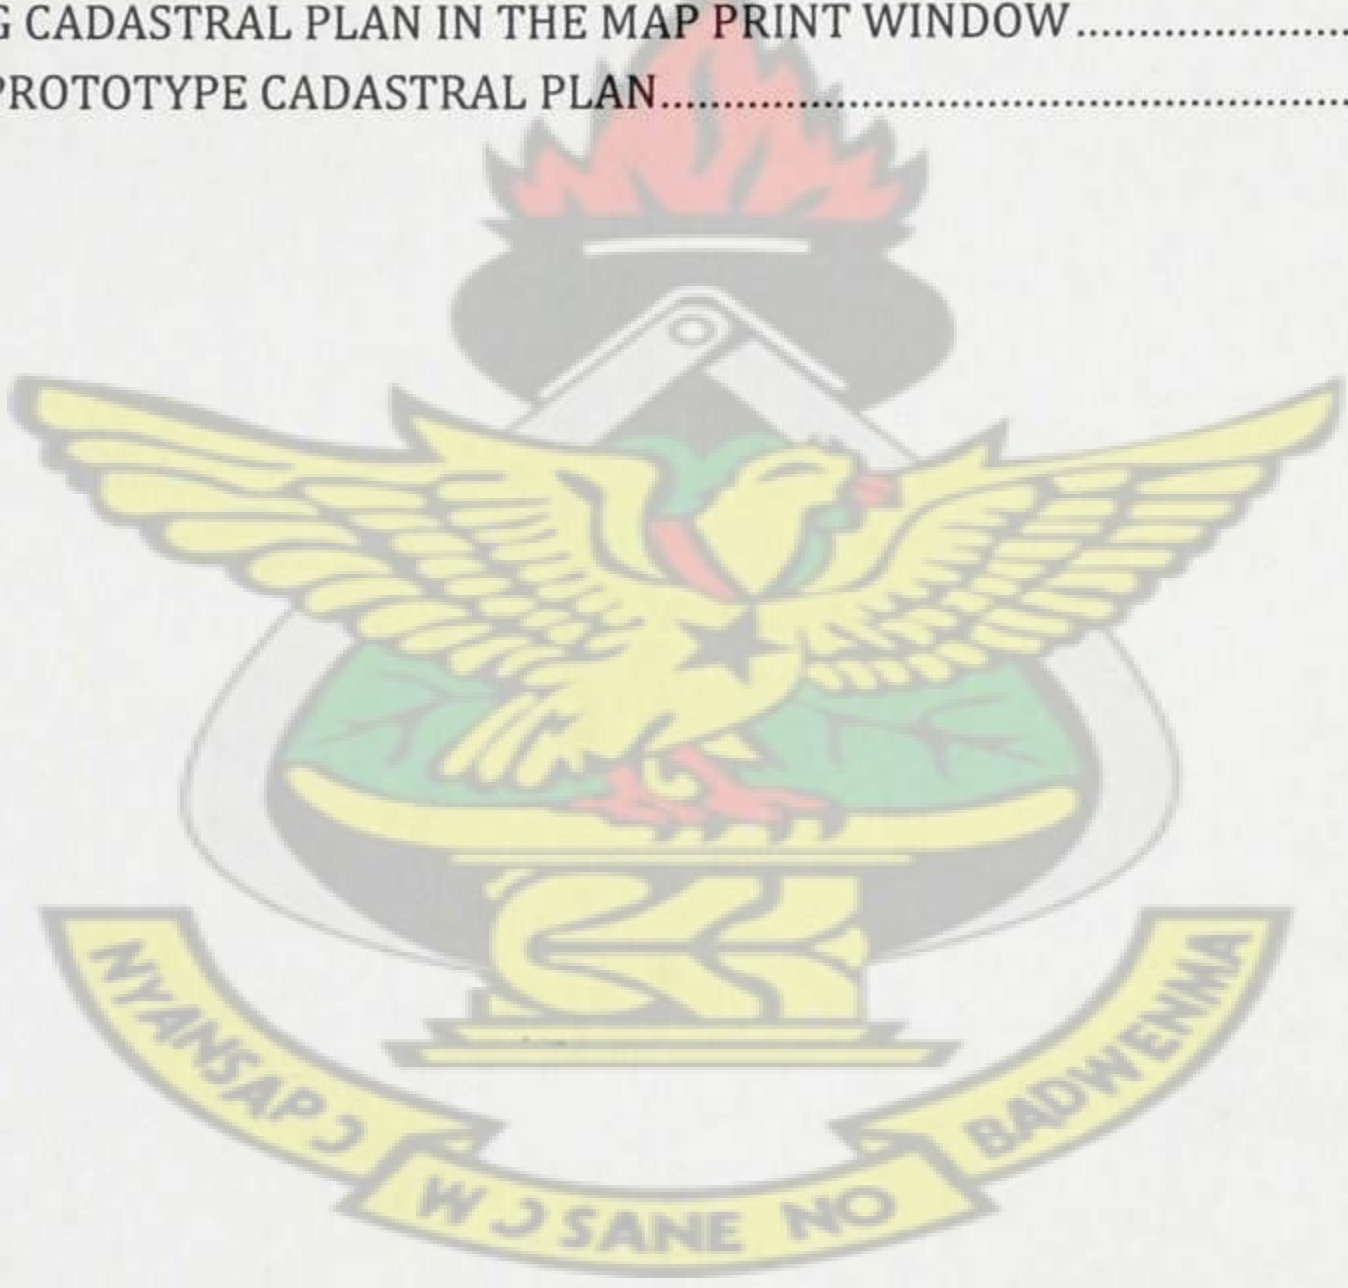 G CADASTRAL PLAN IN THE MAP PRINT WINDOW......................
PROTOTYPE CADASTRAL PLAN.......................................................
NYANSAPƆ
WƆSANE NO
BADWENMA